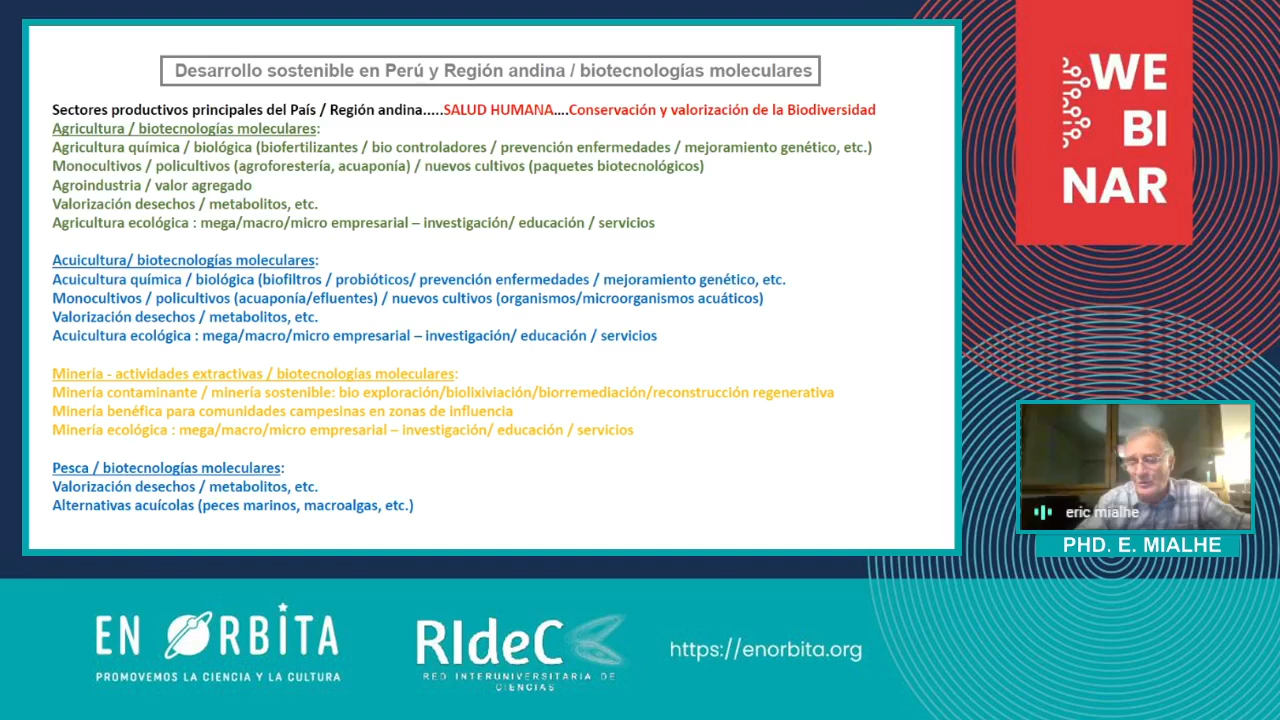 Desarrollo sostenible en Perú y Región andina / biotecnologías moleculares
Sectores productivos principales del País / Región andina.....SALUD HUMANA....Conservación y valorización de la Biodiversidad
Agricultura / biotecnologías moleculares:
Agricultura química / biológica (biofertilizantes / bio controladores / prevención enfermedades / mejoramiento genético, etc.)
Monocultivos / policultivos (agroforestería, acuaponía) / nuevos cultivos (paquetes biotecnológicos)
Agroindustria / valor agregado
Valorización desechos / metabolitos, etc.
Agricultura ecológica : mega/macro/micro empresarial – investigación/ educación / servicios
Acuicultura/ biotecnologías moleculares:
Acuicultura química / biológica (biofiltros / probióticos/ prevención enfermedades / mejoramiento genético, etc.
Monocultivos / policultivos (acuaponía/efluentes) / nuevos cultivos (organismos/microorganismos acuáticos)
Valorización desechos / metabolitos, etc.
Acuicultura ecológica : mega/macro/micro empresarial – investigación/ educación / servicios
Minería - actividades extractivas / biotecnologías moleculares:
Minería contaminante / minería sostenible: bio exploración/biolixiviación/biorremediación/reconstrucción regenerativa
Minería benéfica para comunidades campesinas en zonas de influencia
Minería ecológica : mega/macro/micro empresarial – investigación/ educación / servicios
Pesca / biotecnologías moleculares:
Valorización desechos / metabolitos, etc.
Alternativas acuícolas (peces marinos, macroalgas, etc.)
WE
BI
NAR
eric mialhe
PHD. E. MIALHE
EN ORBITA
PROMOVEMOS LA CIENCIA Y LA CULTURA
RIdeC
RED INTERUNIVERSITARIA DE
CIENCIAS
https://enorbita.org